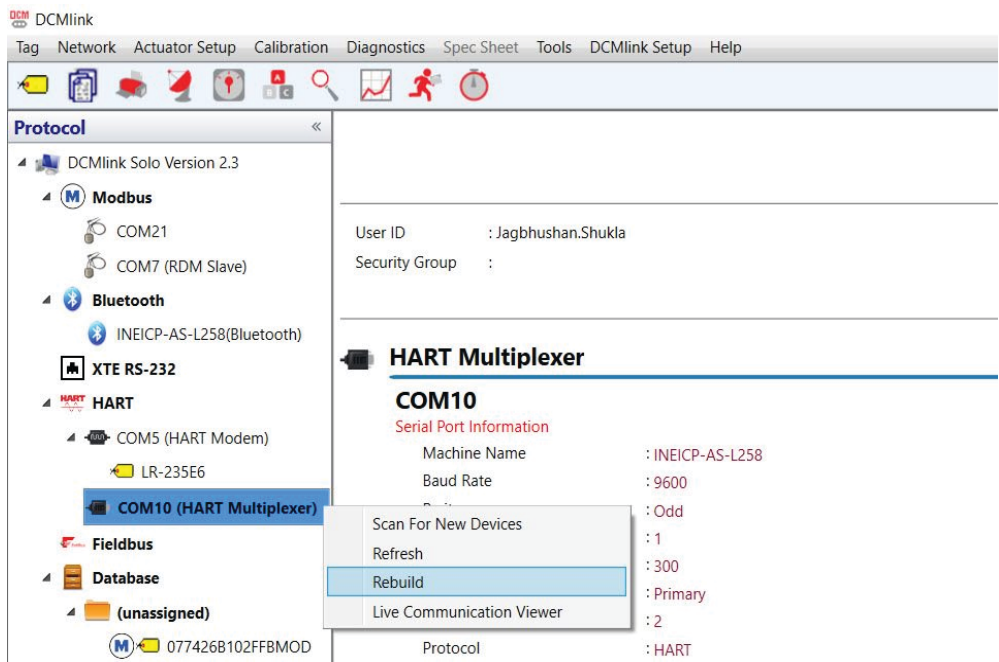 DCM DCMlink
Tag Network Actuator Setup Calibration Diagnostics Spec Sheet Tools DCMlink Setup Help
A
B C
Protocol «
DCMlink Solo Version 2.3
M Modbus
COM21
User ID : Jagbhushan.Shukla
COM7 (RDM Slave)
Security Group :
Bluetooth
INEICP-AS-L258(Bluetooth)
HART Multiplexer
XTE RS-232
COM10
HART HART
Serial Port Information
COM5 (HART Modem)
Machine Name : INEICP-AS-L258
LR-235E6
Baud Rate : 9600
COM10 (HART Multiplexer)
: Odd
Scan For New Devices
: 1
Fieldbus
Refresh
: 300
Database
Rebuild
: Primary
(unassigned)
Live Communication Viewer
: 2
M 077426B102FFBMOD
Protocol : HART